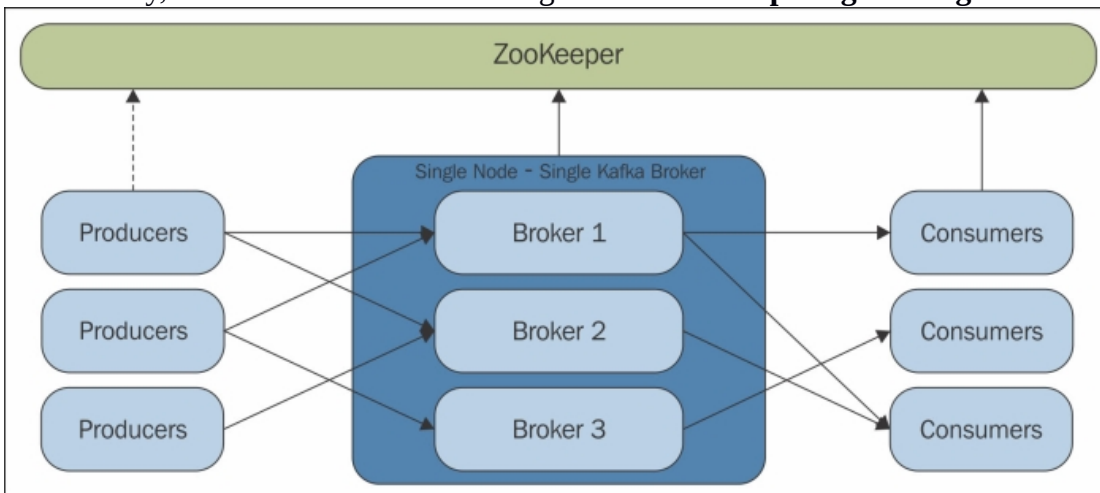 ZooKeeper
Single Node - Single Kafka Broker
Producers
Broker 1
Consumers
Producers
Broker 2
Consumers
Producers
Broker 3
Consumers